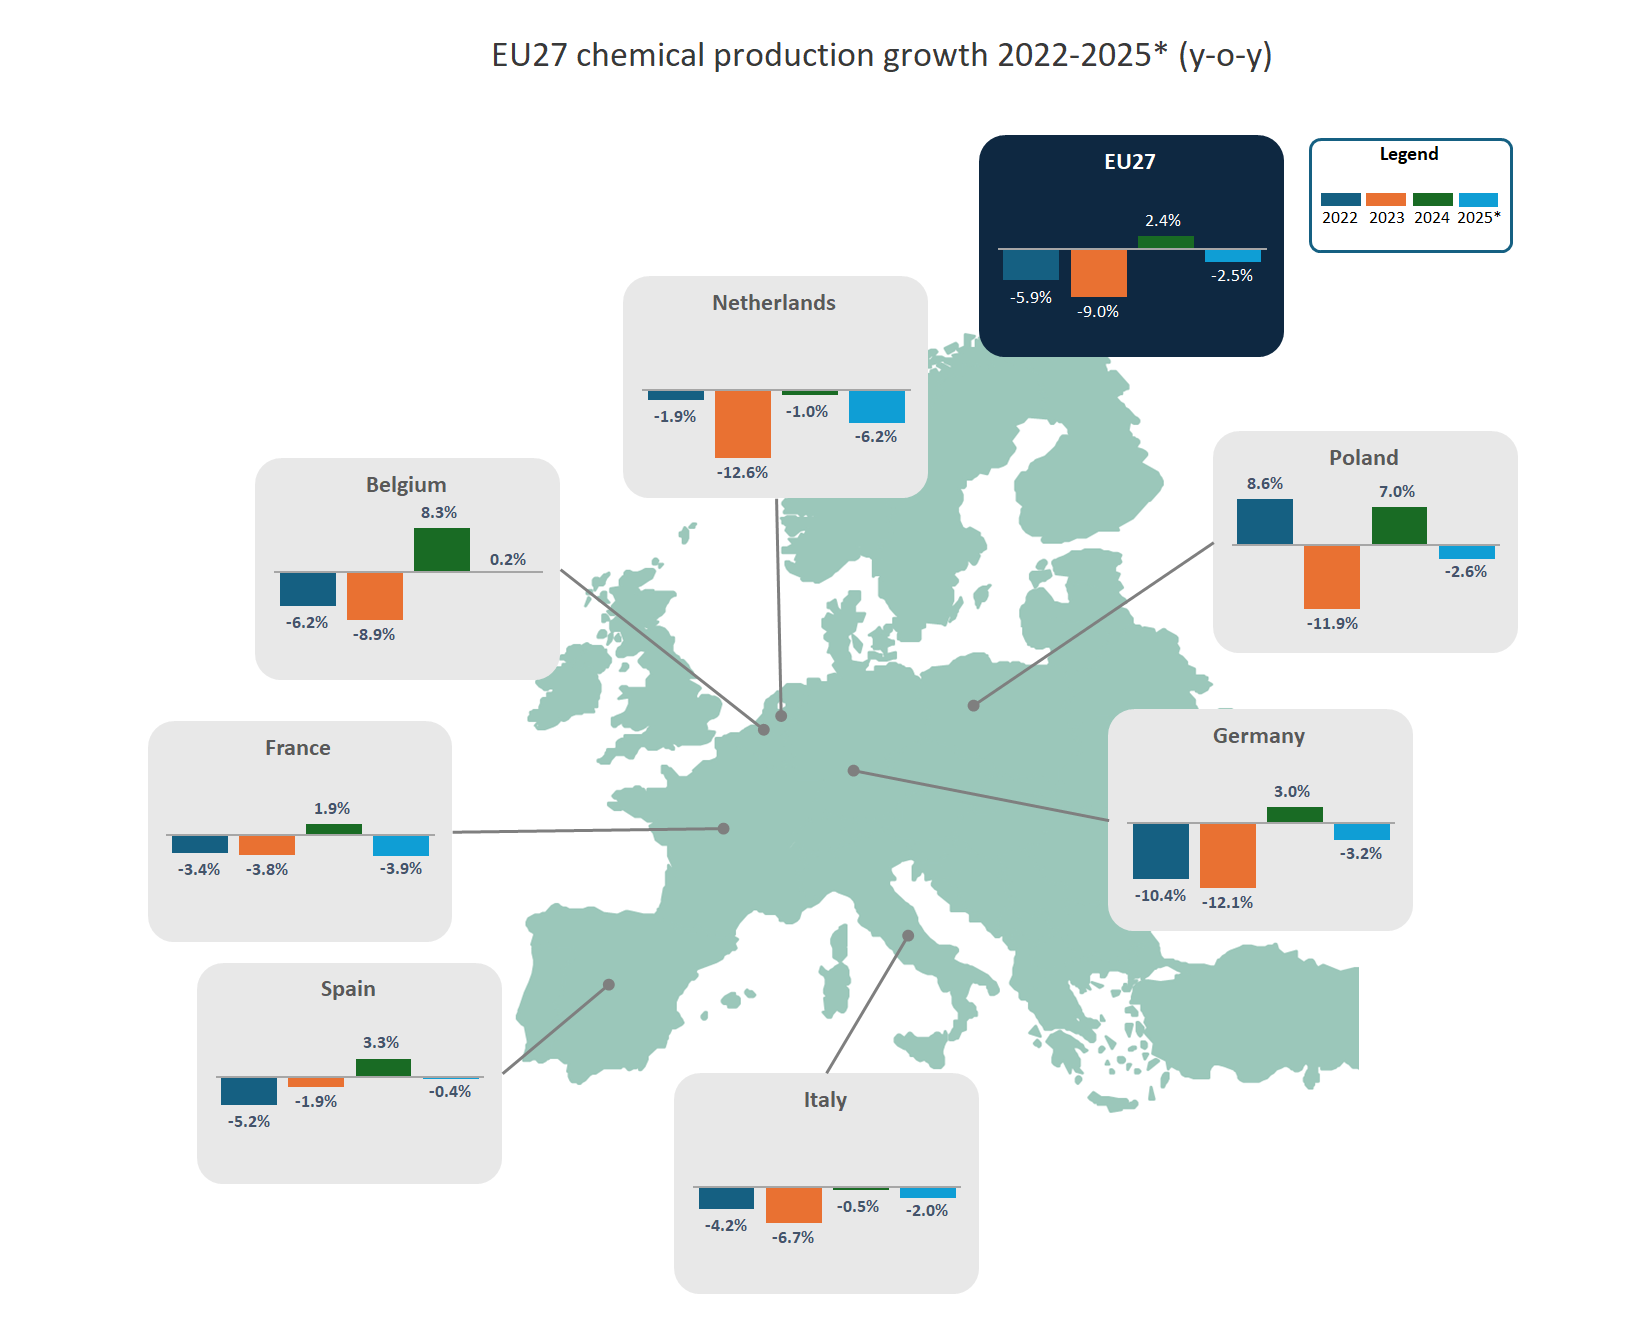 EU27 chemical production growth 2022-2025* (y-o-y)
EU27
2.4%
-5.9%
-9.0%
-2.5%
Legend
2022 2023 2024 2025*
Netherlands
-1.9%
-12.6%
-1.0%
-6.2%
Belgium
8.3%
0.2%
-6.2%
-8.9%
Poland
8.6%
7.0%
-2.6%
-11.9%
France
1.9%
-3.4%
-3.8%
-3.9%
Germany
3.0%
-10.4%
-12.1%
-3.2%
Spain
3.3%
-5.2%
-1.9%
-0.4%
Italy
-4.2%
-6.7%
-0.5%
-2.0%